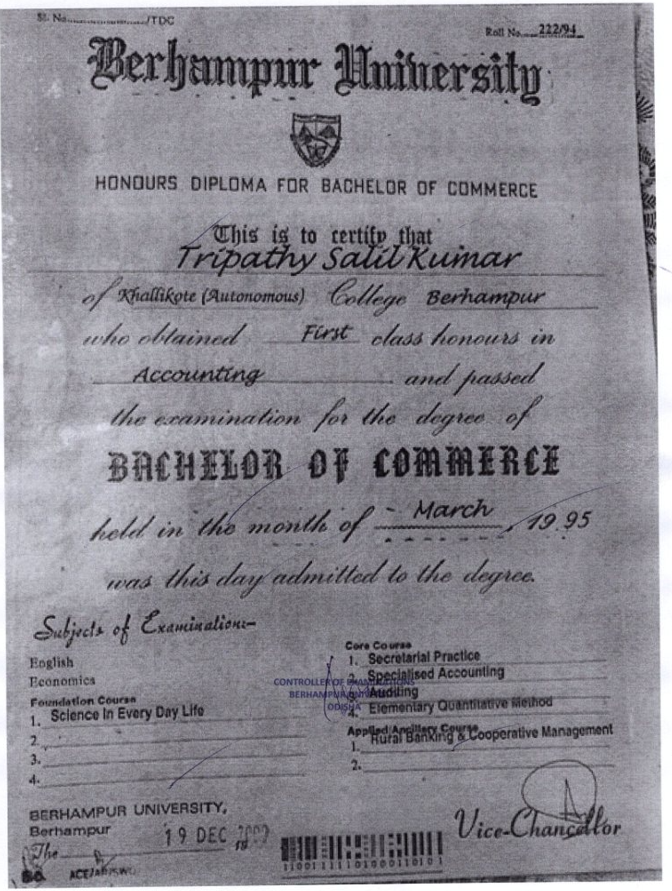 Sl. No. /TDC
Roll No. 222/94
Berhampur University
HONOURS DIPLOMA FOR BACHELOR OF COMMERCE
This is to certify that
Tripathy Salil Kumar
of Khallikote (Autonomous) College Berhampur
who obtained First class honours in
Accounting and passed
the examination for the degree of
BACHELOR OF COMMERCE
held in the month of March, 1995
was this day admitted to the degree.
Subjects of Examination:-
English
Economics
Foundation Course
1. Science In Every Day Life
2.
3.
4.
Core Course
1. Secretarial Practice
2. Specialised Accounting
3. Auditing
4. Elementary Quantitative Method
Applied/Ancillary Course
1. Rural Banking & Cooperative Management
2.
CONTROLLER OF EXAMINATIONS
BERHAMPUR UNIVERSITY
ODISHA
BERHAMPUR UNIVERSITY,
Berhampur
The 19 DEC
Vice-Chancellor